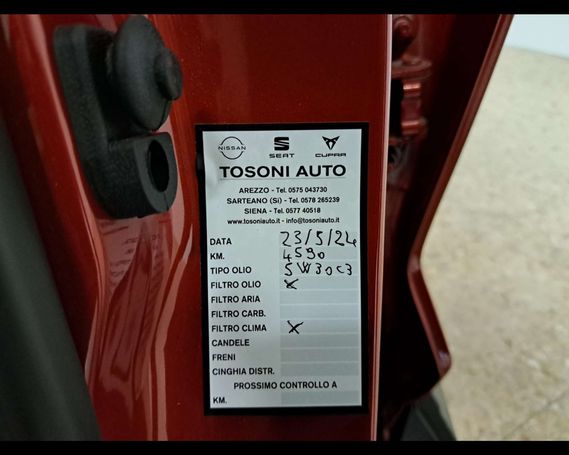 NISSAN SEAT CUPRA
TOSONI AUTO
AREZZO - Tel. 0575 043730
SARTEANO (Si) - Tel. 0578 265239
SIENA - Tel. 0577 40518
www.tosoniauto.it - info@tosoniauto.it
DATA 23/5/24
KM. 4590
TIPO OLIO 5W30C3
FILTRO OLIO X
FILTRO ARIA
FILTRO CARB.
FILTRO CLIMA X
CANDELE
FRENI
CINGHIA DISTR.
PROSSIMO CONTROLLO A
KM.